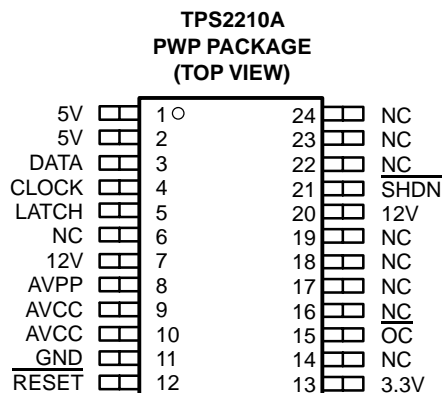 TPS2210A
PWP PACKAGE
(TOP VIEW)
5V 1 24 NC
5V 2 23 NC
DATA 3 22 NC
CLOCK 4 21 SHDN
LATCH 5 20 12V
NC 6 19 NC
12V 7 18 NC
AVPP 8 17 NC
AVCC 9 16 NC
AVCC 10 15 OC
GND 11 14 NC
RESET 12 13 3.3V